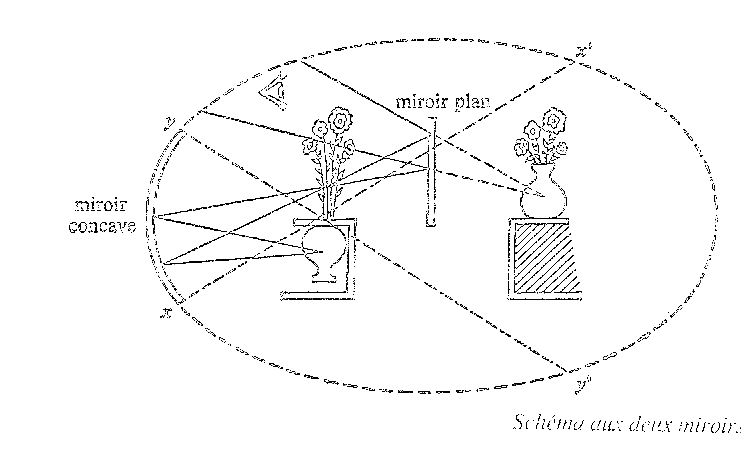 x'
miroir plan
y
miroir
concave
x
y'
Schéma aux deux miroirs